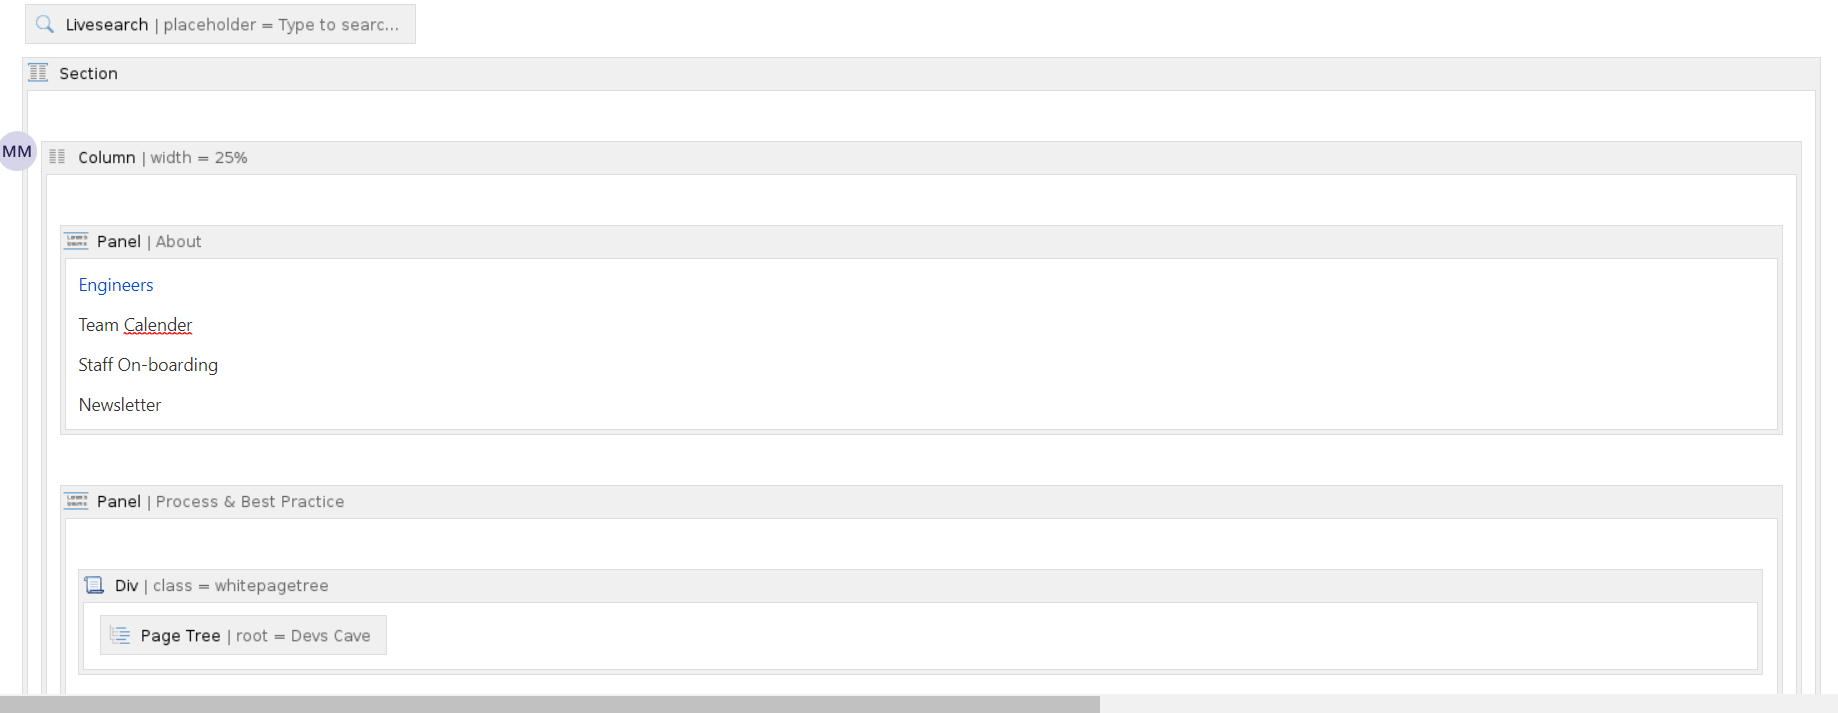 Livesearch | placeholder = Type to searc...
Section
MM
Column | width = 25%
Panel | About
Engineers
Team Calender
Staff On-boarding
Newsletter
Panel | Process & Best Practice
Div | class = whitepagetree
Page Tree | root = Devs Cave